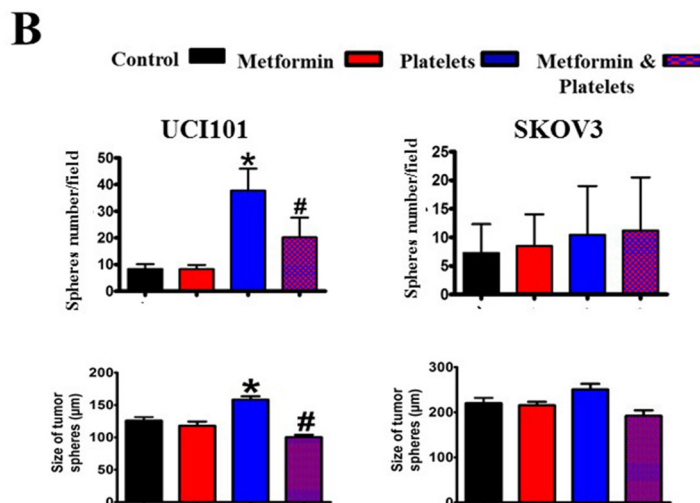 B
Control Metformin Platelets Metformin &
Platelets
UCI101
Spheres number/field
50
40
30
20
10
0
*
#
SKOV3
Spheres number/field
25
20
15
10
5
0
Size of tumor
spheres (µm)
200
150
100
50
0
*
#
Size of tumor
spheres (µm)
300
200
100
0